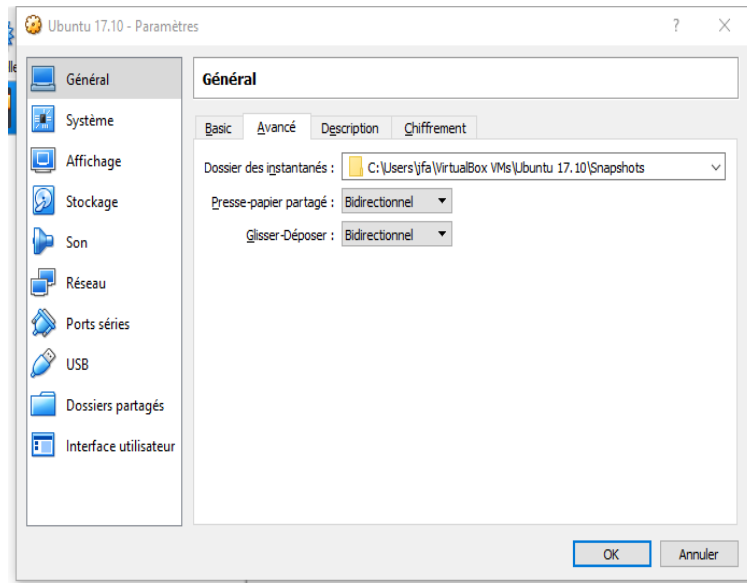 Ubuntu 17.10 - Paramètres
?
Général
Système
Affichage
Stockage
Son
Réseau
Ports séries
USB
Dossiers partagés
Interface utilisateur
Général
Basic Avancé Description Chiffrement
Dossier des instantanés : C:\Users\jfa\VirtualBox VMs\Ubuntu 17.10\Snapshots
Presse-papier partagé : Bidirectionnel
Glisser-Déposer : Bidirectionnel
OK Annuler